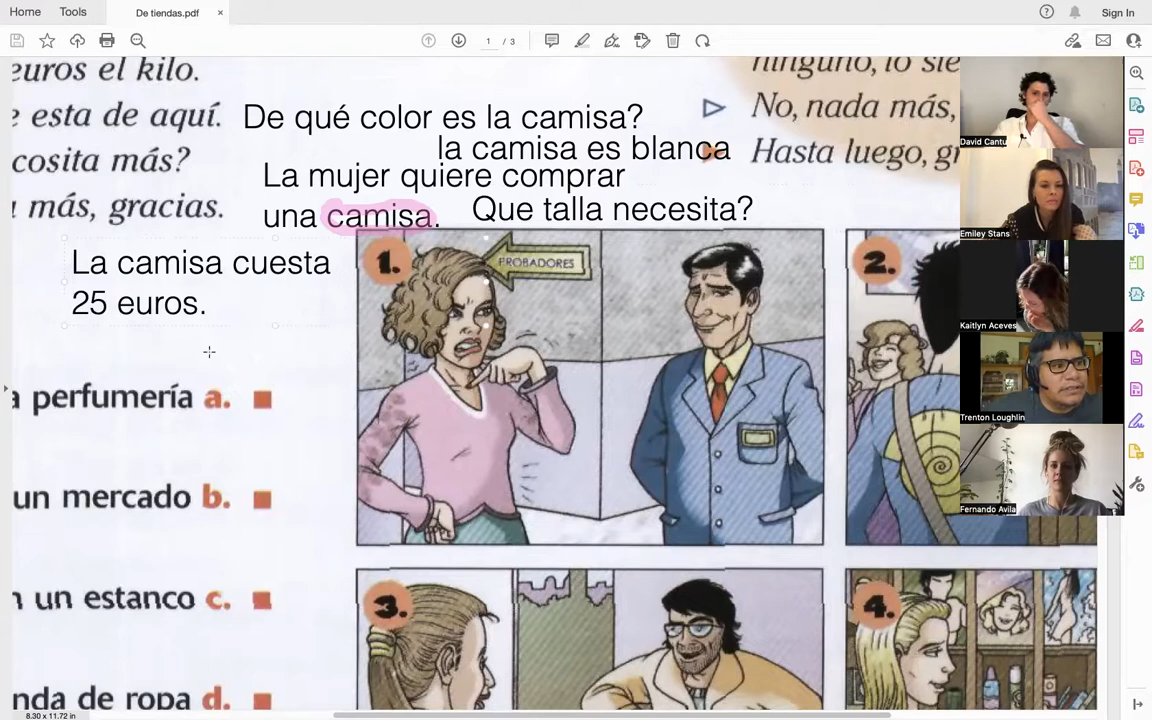 Home
Tools
De tiendas.pdf
×
Sign In
1 / 3
euros el kilo.
esta de aquí.
cosita más?
más, gracias.
De qué color es la camisa?
la camisa es blanca
La mujer quiere comprar
una camisa.
Que talla necesita?
La camisa cuesta
25 euros.
ninguno, lo sie
No, nada más,
Hasta luego, gr
1.
PROBADORES
2.
3.
4.
a perfumería a.
un mercado b.
n un estanco c.
nda de ropa d.
David Cantu
Emiley Stans
Kaitlyn Aceves
Trenton Loughlin
Fernando Avila
8.30 x 11.72 in